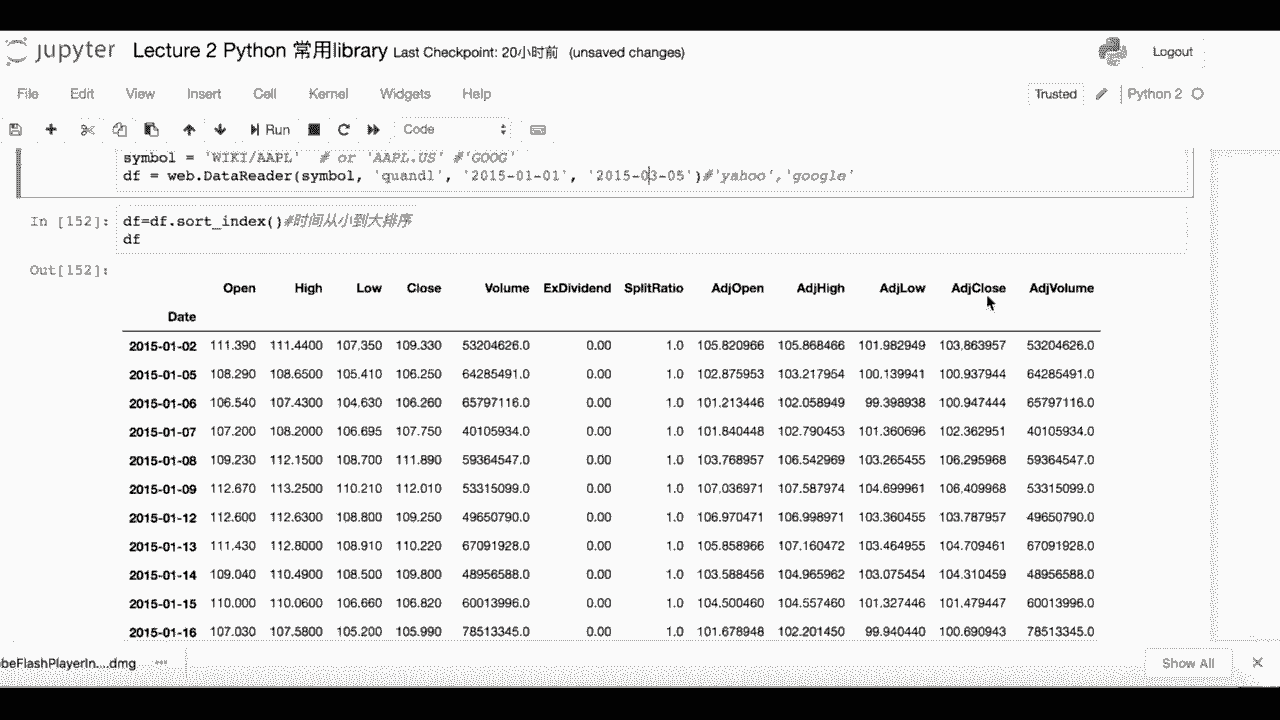 jupyter Lecture 2 Python 常用library Last Checkpoint: 20小时前 (unsaved changes) Logout
File Edit View Insert Cell Kernel Widgets Help Trusted Python 2
Run Code
symbol = 'WIKI/AAPL' # or 'AAPL.US' #'GOOG'
df = web.DataReader(symbol, 'quandl', '2015-01-01', '2015-03-05')#'yahoo','google'
In [152]: df=df.sort_index()#时间从小到大排序
df
Out[152]:
Open High Low Close Volume ExDividend SplitRatio AdjOpen AdjHigh AdjLow AdjClose AdjVolume
Date
2015-01-02 111.390 111.4400 107.350 109.330 53204626.0 0.00 1.0 105.820966 105.868466 101.982949 103.863957 53204626.0
2015-01-05 108.290 108.6500 105.410 106.250 64285491.0 0.00 1.0 102.875953 103.217954 100.139941 100.937944 64285491.0
2015-01-06 106.540 107.4300 104.630 106.260 65797116.0 0.00 1.0 101.213446 102.058949 99.398938 100.947444 65797116.0
2015-01-07 107.200 108.2000 106.695 107.750 40105934.0 0.00 1.0 101.840448 102.790453 101.360696 102.362951 40105934.0
2015-01-08 109.230 112.1500 108.700 111.890 59364547.0 0.00 1.0 103.768957 106.542969 103.265455 106.295968 59364547.0
2015-01-09 112.670 113.2500 110.210 112.010 53315099.0 0.00 1.0 107.036971 107.587974 104.699961 106.409968 53315099.0
2015-01-12 112.600 112.6300 108.800 109.250 49650790.0 0.00 1.0 106.970471 106.998971 103.360455 103.787957 49650790.0
2015-01-13 111.430 112.8000 108.910 110.220 67091928.0 0.00 1.0 105.858966 107.160472 103.464955 104.709461 67091928.0
2015-01-14 109.040 110.4900 108.500 109.800 48956588.0 0.00 1.0 103.588456 104.965962 103.075454 104.310459 48956588.0
2015-01-15 110.000 110.0600 106.660 106.820 60013996.0 0.00 1.0 104.500460 104.557460 101.327446 101.479447 60013996.0
2015-01-16 107.030 107.5800 105.200 105.990 78513345.0 0.00 1.0 101.678948 102.201450 99.940440 100.690943 78513345.0
beFlashPlayerIn....dmg Show All